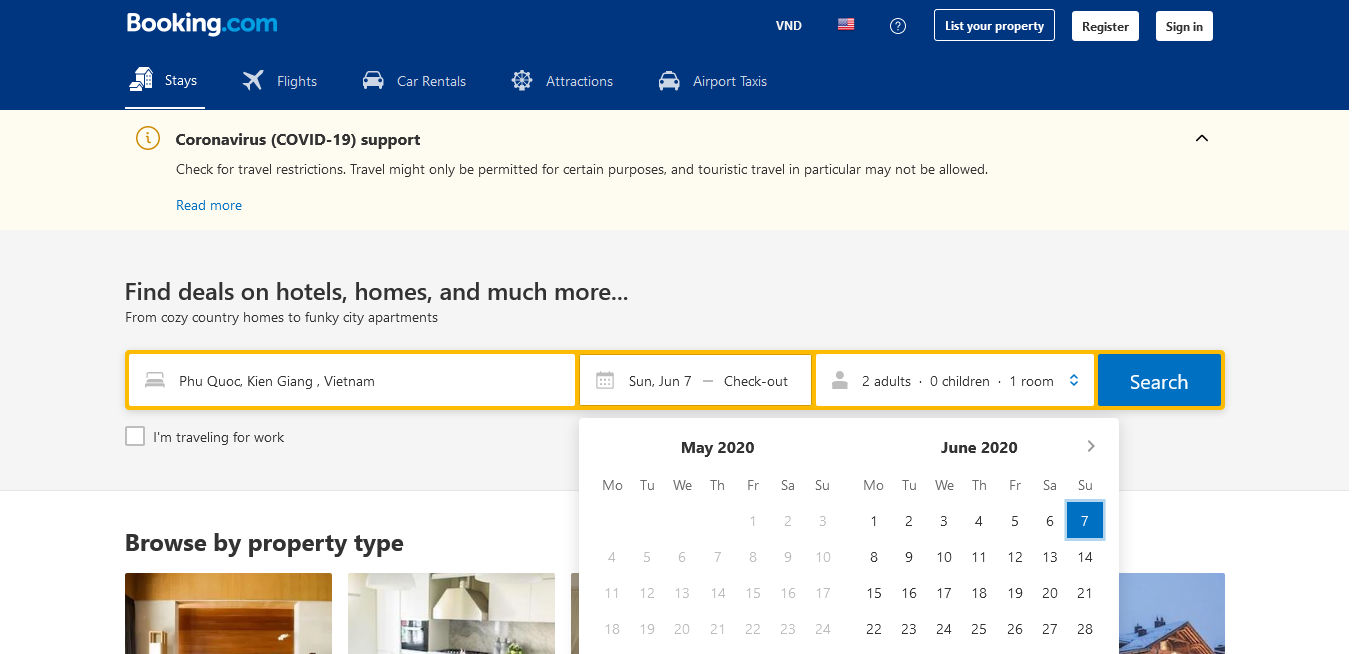 Booking.com
VND
List your property
Register
Sign in
Stays
Flights
Car Rentals
Attractions
Airport Taxis
Coronavirus (COVID-19) support
Check for travel restrictions. Travel might only be permitted for certain purposes, and touristic travel in particular may not be allowed.
Read more
Find deals on hotels, homes, and much more...
From cozy country homes to funky city apartments
Phu Quoc, Kien Giang , Vietnam
Sun, Jun 7 — Check-out
2 adults · 0 children · 1 room
Search
I'm traveling for work
May 2020
Mo Tu We Th Fr Sa Su
1 2 3
4 5 6 7 8 9 10
11 12 13 14 15 16 17
18 19 20 21 22 23 24
June 2020
Mo Tu We Th Fr Sa Su
1 2 3 4 5 6 7
8 9 10 11 12 13 14
15 16 17 18 19 20 21
22 23 24 25 26 27 28
Browse by property type